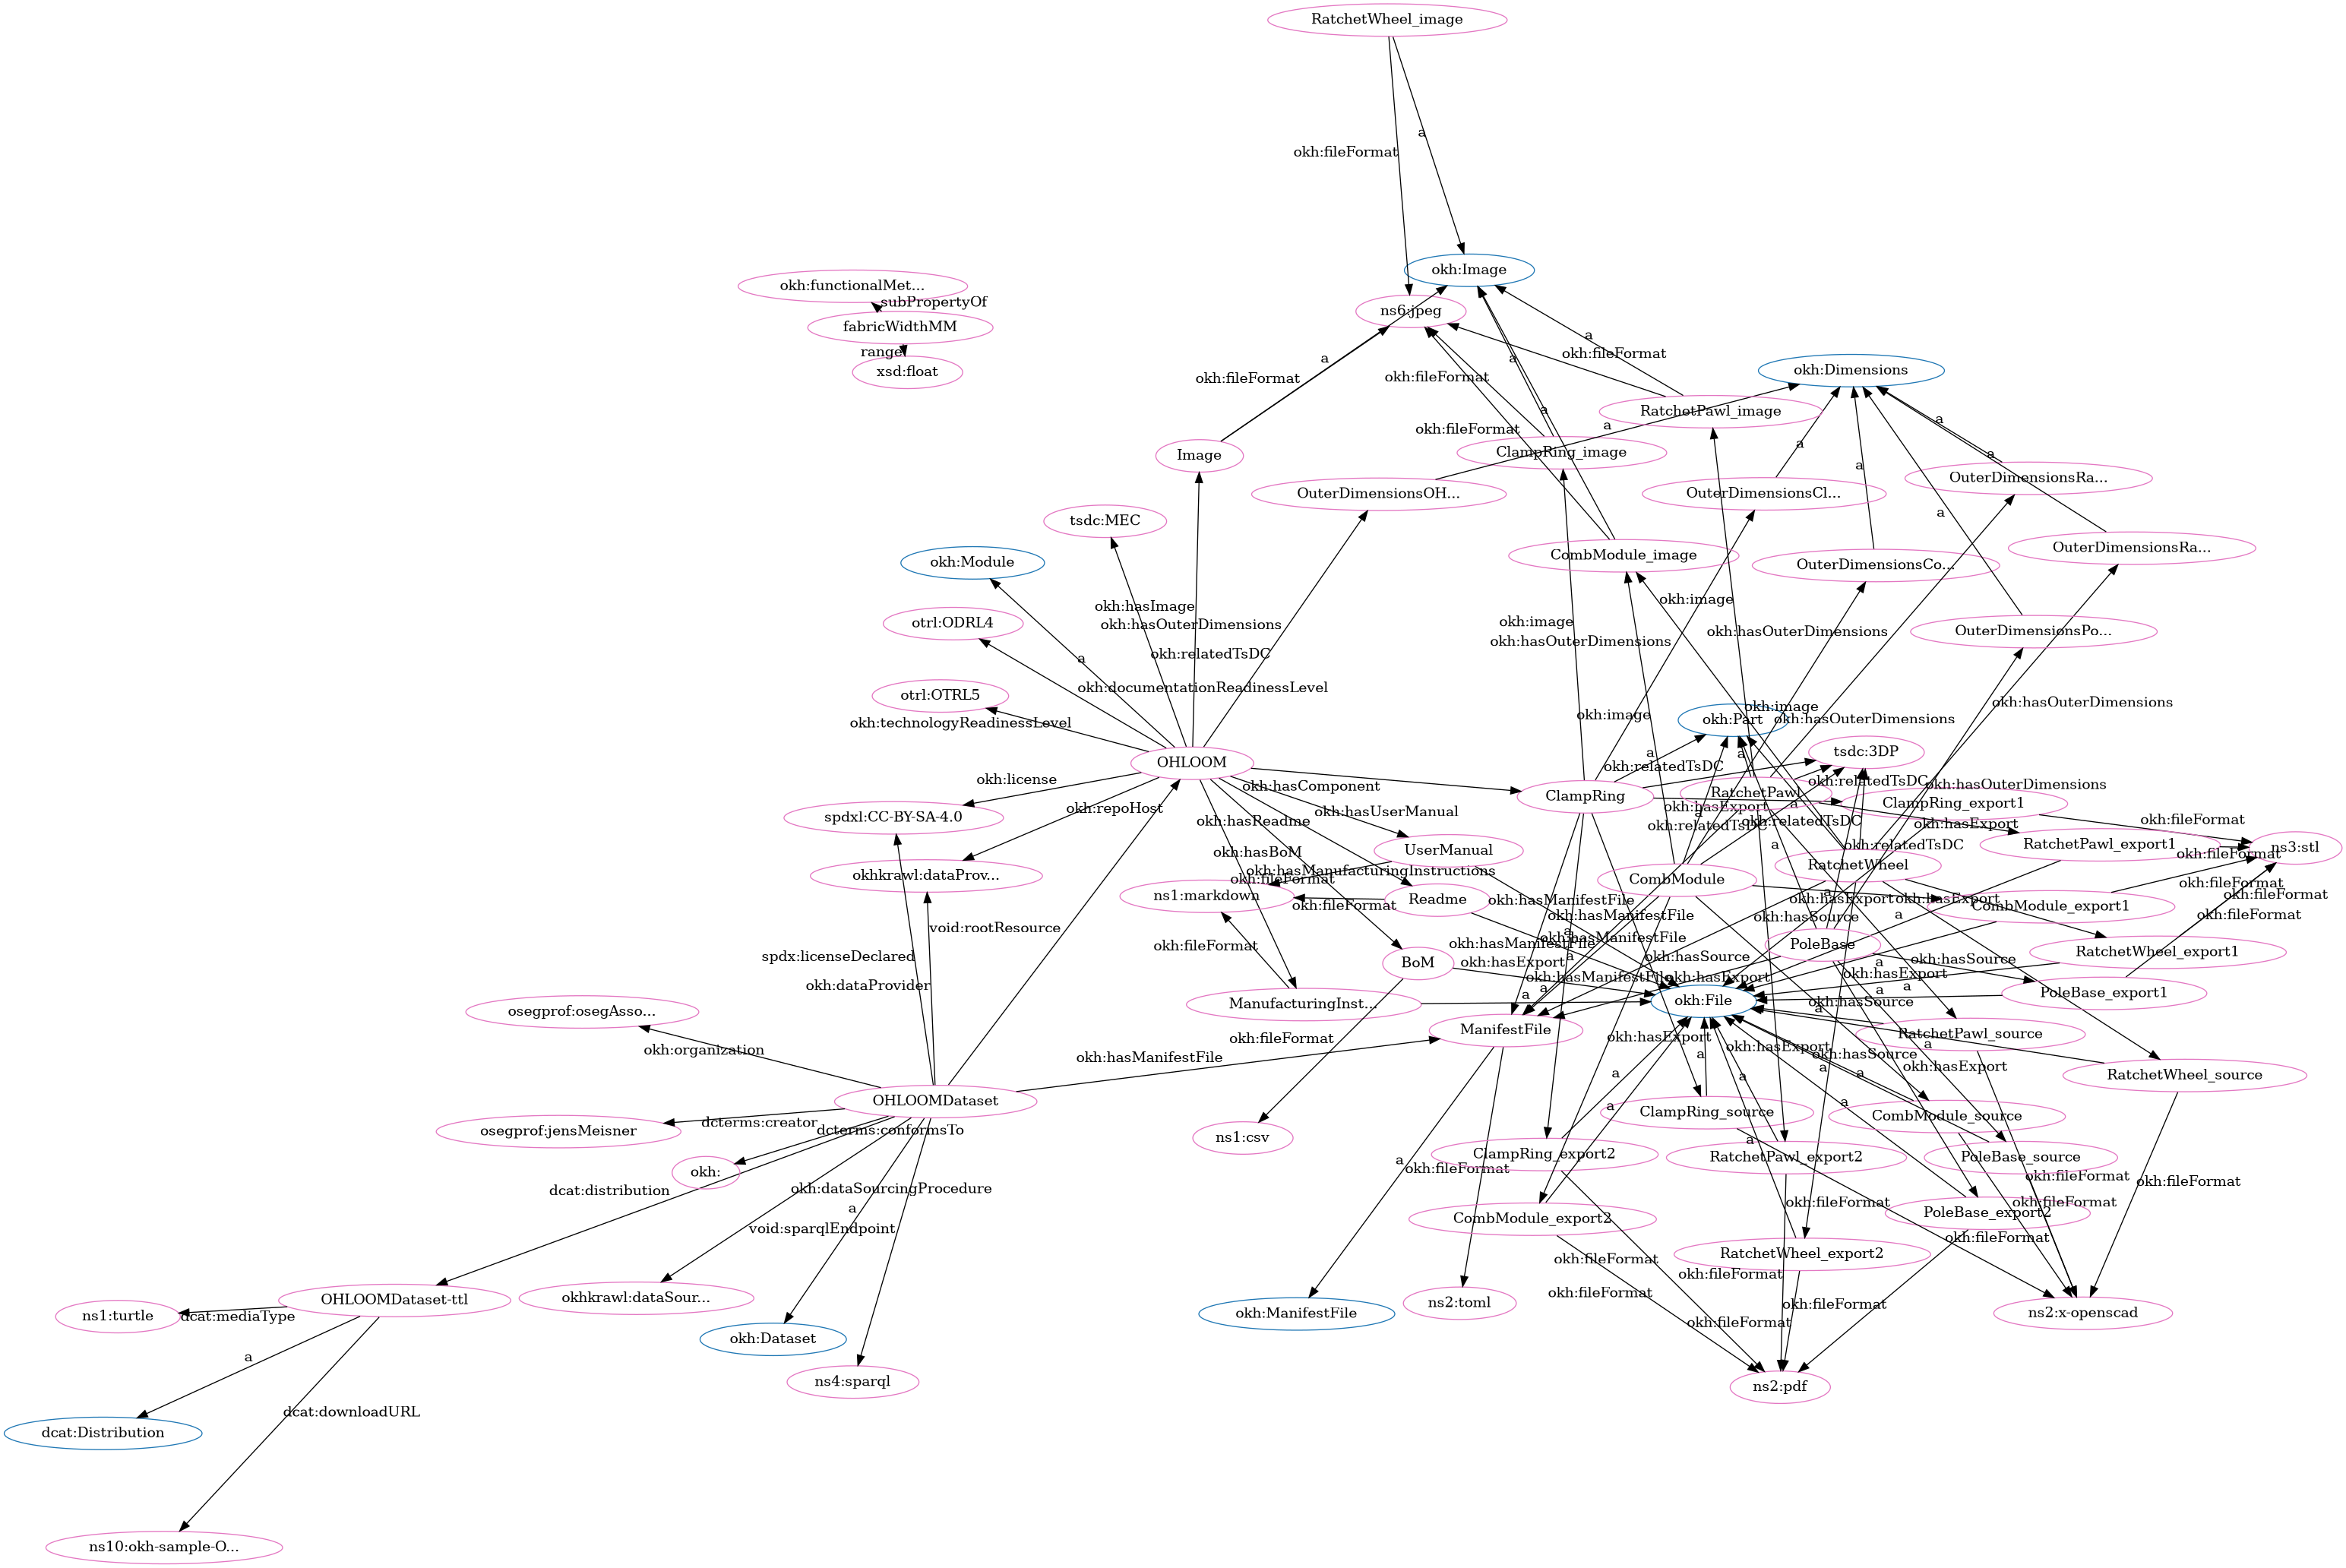 RatchetWheel_image
a
okh:fileFormat
okh:Image
okh:functionalMet...
subPropertyOf
ns6:jpeg
fabricWidthMM
a
okh:fileFormat
range
a
a
xsd:float
okh:Dimensions
okh:fileFormat
okh:fileFormat
a
RatchetPawl_image
a
a
okh:fileFormat
a
Image
ClampRing_image
a
a
OuterDimensionsRa...
OuterDimensionsOH...
OuterDimensionsCl...
a
tsdc:MEC
OuterDimensionsRa...
CombModule_image
okh:Module
OuterDimensionsCo...
okh:image
okh:hasImage
otrl:ODRL4
okh:hasOuterDimensions
okh:image
okh:hasOuterDimensions
OuterDimensionsPo...
okh:hasOuterDimensions
okh:relatedTsDC
a
okh:documentationReadinessLevel
otrl:OTRL5
okh:hasOuterDimensions
okh:image
okh:image
okh:Part
okh:hasOuterDimensions
okh:technologyReadinessLevel
a
a
tsdc:3DP
OHLOOM
okh:relatedTsDC
okh:license
okh:relatedTsDC
okh:hasOuterDimensions
okh:hasComponent
ClampRing
RatchetPawl
ClampRing_export1
a
okh:repoHost
okh:hasExport
okh:hasUserManual
spdxl:CC-BY-SA-4.0
okh:hasReadme
okh:relatedTsDC
okh:relatedTsDC
okh:hasExport
okh:fileFormat
okh:hasBoM
UserManual
a
okh:relatedTsDC
RatchetPawl_export1
ns3:stl
okh:fileFormat
RatchetWheel
okh:hasManufacturingInstructions
okhkrawl:dataProv...
okh:fileFormat
CombModule
okh:fileFormat
a
ns1:markdown
Readme
okh:hasManifestFile
okh:hasExport
okh:hasExport
okh:fileFormat
okh:fileFormat
CombModule_export1
okh:hasManifestFile
okh:hasSource
a
void:rootResource
okh:fileFormat
okh:hasManifestFile
okh:hasManifestFile
a
PoleBase
okh:fileFormat
RatchetWheel_export1
spdx:licenseDeclared
BoM
okh:hasExport
a
okh:hasSource
a
okh:hasSource
okh:dataProvider
okh:hasManifestFile
okh:hasExport
okh:hasExport
a
a
PoleBase_export1
ManufacturingInst...
a
a
okh:File
okh:hasSource
a
osegprof:osegAsso...
ManifestFile
RatchetPawl_source
okh:fileFormat
okh:hasExport
okh:organization
okh:hasManifestFile
a
okh:hasExport
okh:hasSource
a
okh:hasExport
a
a
a
a
RatchetWheel_source
OHLOOMDataset
a
a
ClampRing_source
CombModule_source
dcterms:creator
dcterms:conformsTo
osegprof:jensMeisner
ns1:csv
a
ClampRing_export2
RatchetPawl_export2
PoleBase_source
a
okh:fileFormat
okh:
okh:fileFormat
okh:fileFormat
dcat:distribution
okh:dataSourcingProcedure
okh:fileFormat
okh:fileFormat
a
CombModule_export2
PoleBase_export2
void:sparqlEndpoint
okh:fileFormat
okh:fileFormat
RatchetWheel_export2
okh:fileFormat
okh:fileFormat
OHLOOMDataset-ttl
okhkrawl:dataSour...
okh:fileFormat
ns2:toml
okh:fileFormat
ns1:turtle
dcat:mediaType
okh:ManifestFile
ns2:x-openscad
okh:fileFormat
okh:Dataset
a
ns4:sparql
ns2:pdf
dcat:downloadURL
dcat:Distribution
ns10:okh-sample-O...